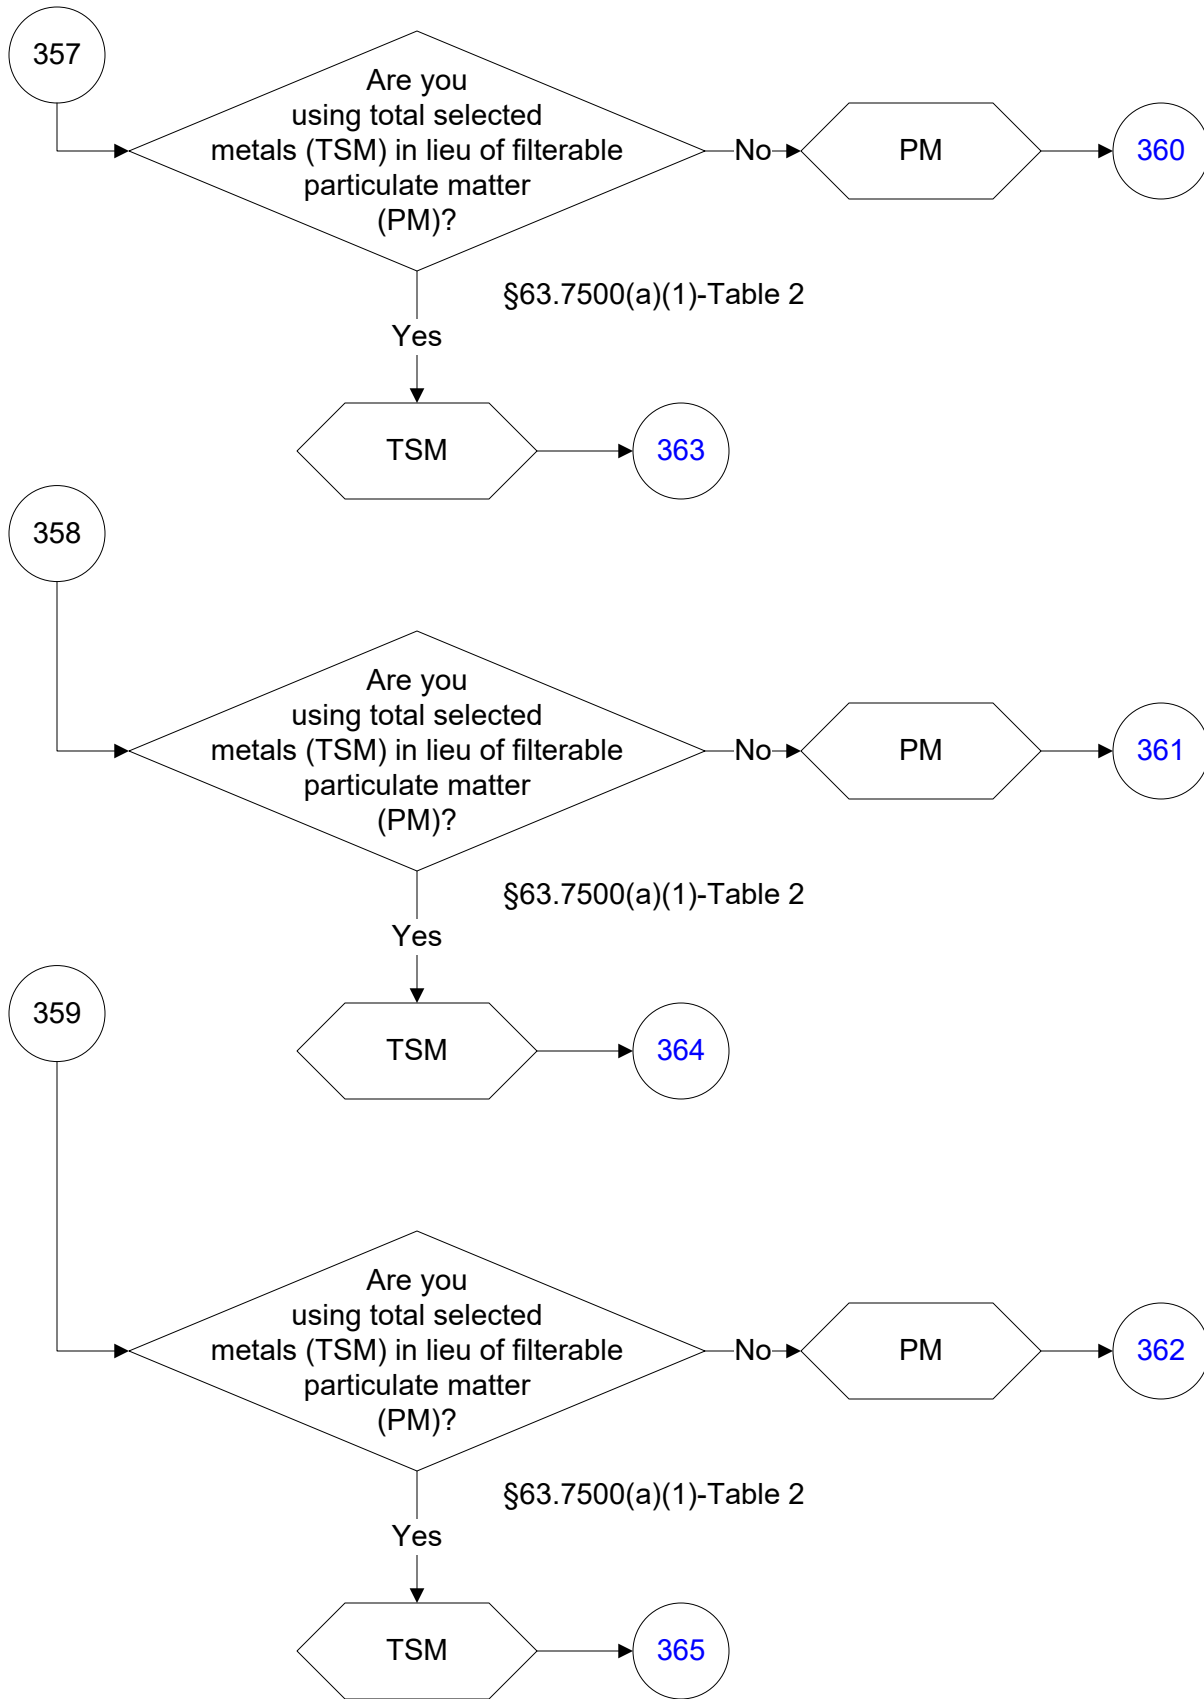 357
Are you
using total selected
metals (TSM) in lieu of filterable
particulate matter
(PM)?
No
PM
360
§63.7500(a)(1)-Table 2
Yes
TSM
363
358
Are you
using total selected
metals (TSM) in lieu of filterable
particulate matter
(PM)?
No
PM
361
§63.7500(a)(1)-Table 2
Yes
TSM
364
359
Are you
using total selected
metals (TSM) in lieu of filterable
particulate matter
(PM)?
No
PM
362
§63.7500(a)(1)-Table 2
Yes
TSM
365